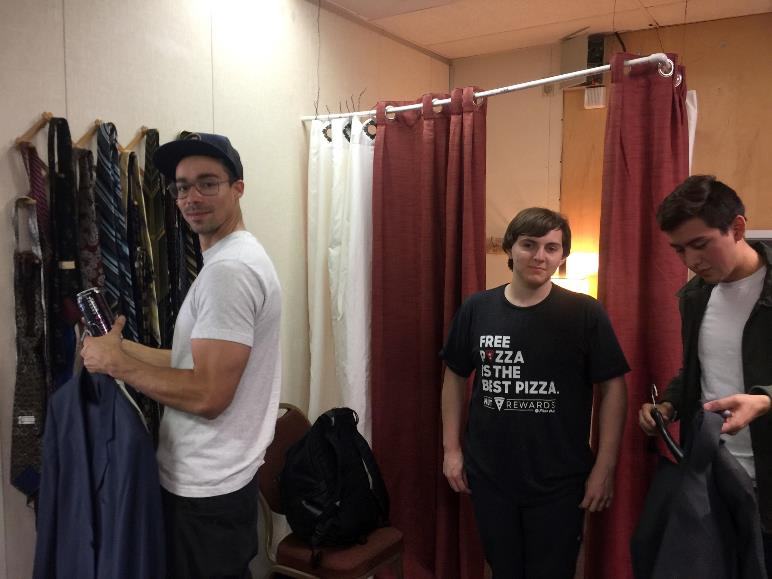 FREE
PIZZA
IS THE
BEST PIZZA.
REWARDS